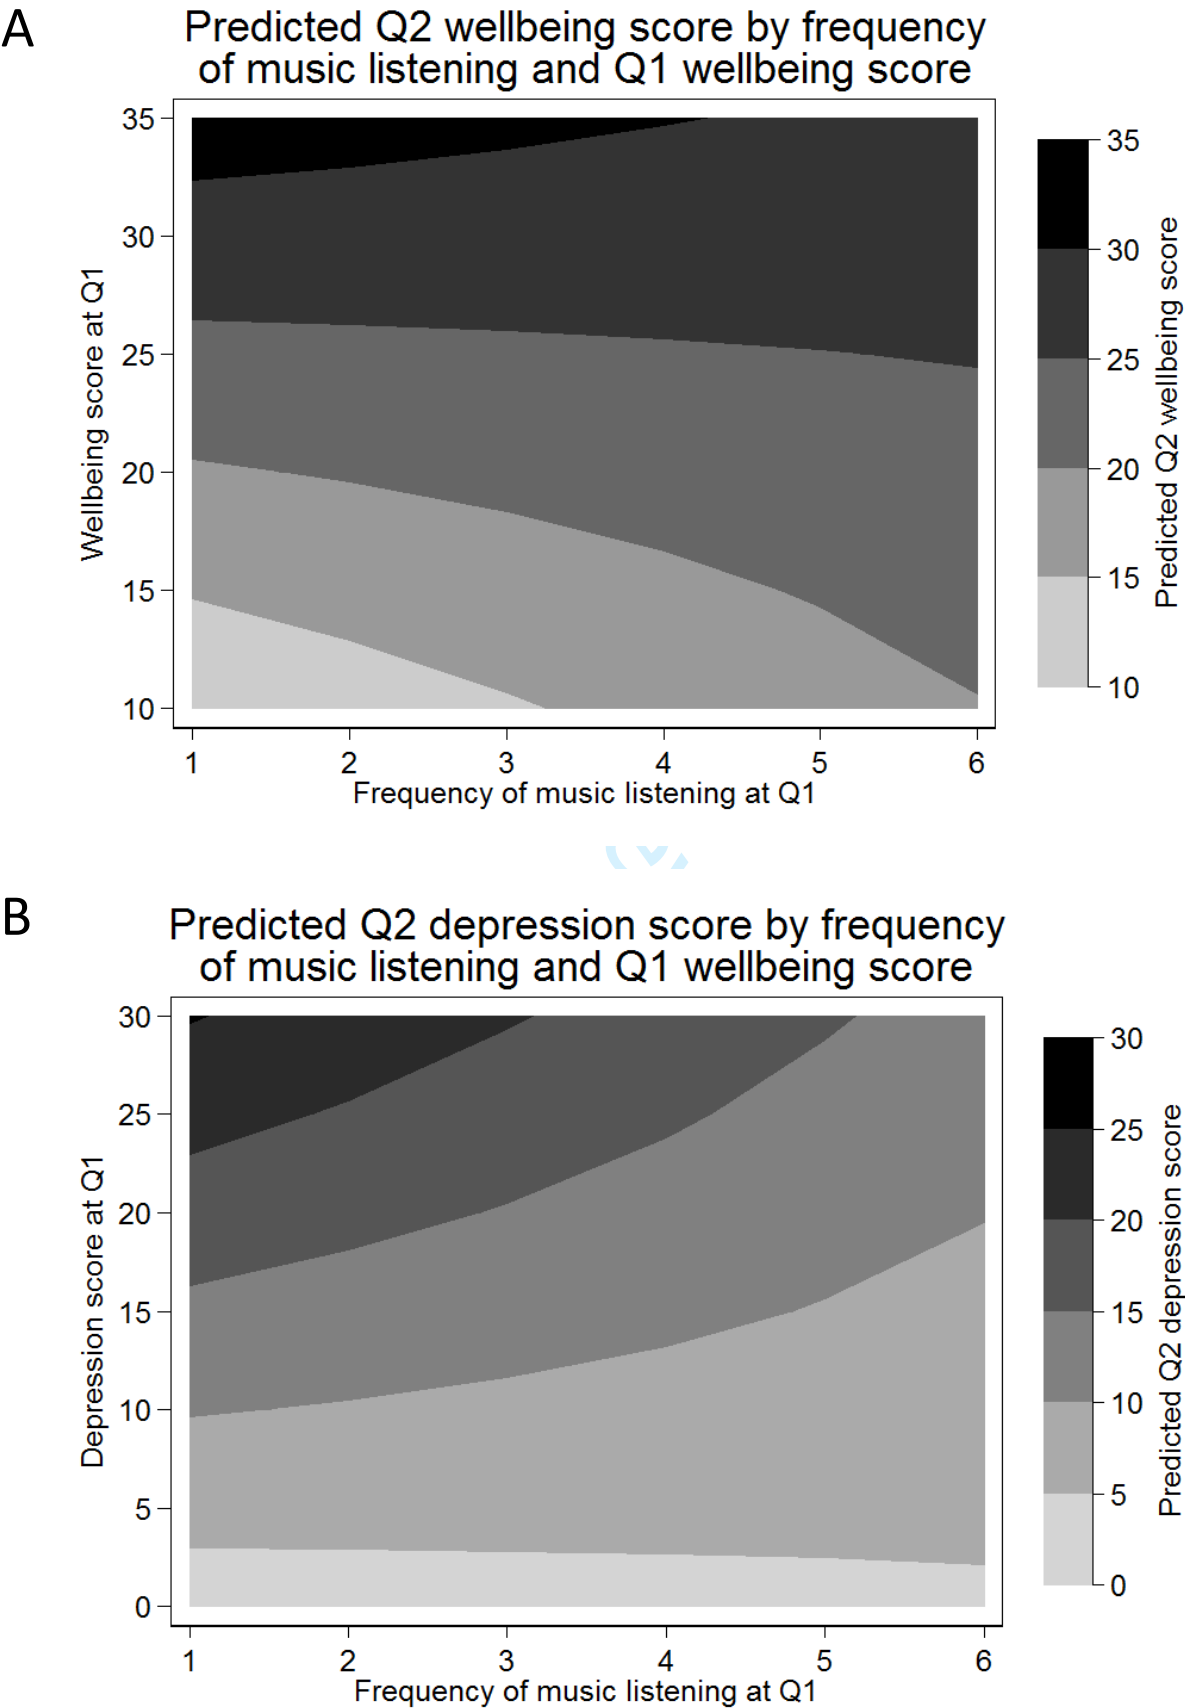 A
Predicted Q2 wellbeing score by frequency
of music listening and Q1 wellbeing score
35
30
25
20
15
10
Wellbeing score at Q1
1 2 3 4 5 6
Frequency of music listening at Q1
35
30
25
20
15
10
Predicted Q2 wellbeing score
B
Predicted Q2 depression score by frequency
of music listening and Q1 wellbeing score
30
25
20
15
10
5
0
Depression score at Q1
1 2 3 4 5 6
Frequency of music listening at Q1
30
25
20
15
10
5
0
Predicted Q2 depression score